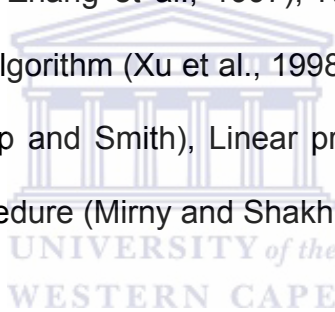 et al., 1997),
lgorithm (Xu et al., 1998
p and Smith), Linear pr
edure (Mirny and Shakh
UNIVERSITY of the
WESTERN CAPE